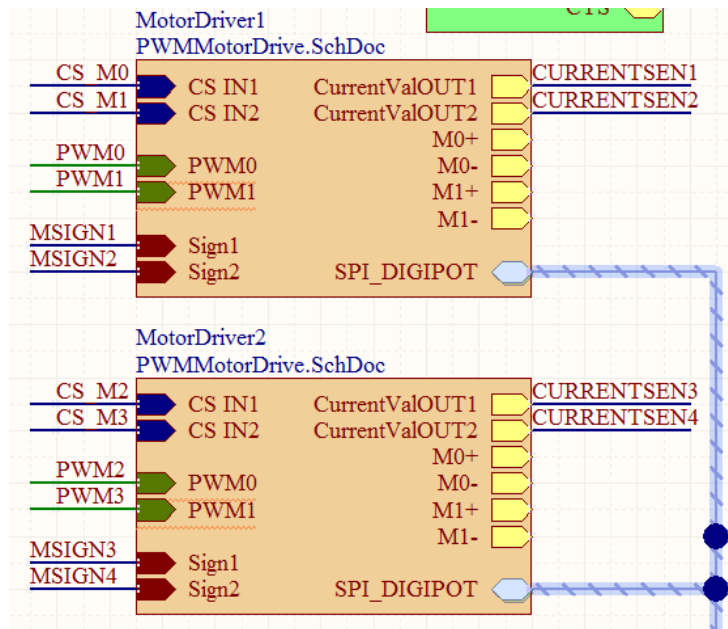 CTS
MotorDriver1
PWMMotorDrive.SchDoc
CS_M0 CS IN1 CurrentValOUT1 CURRENTSEN1
CS_M1 CS IN2 CurrentValOUT2 CURRENTSEN2
M0+
PWM0 PWM0 M0-
PWM1 PWM1 M1+
M1-
MSIGN1 Sign1
MSIGN2 Sign2 SPI_DIGIPOT
MotorDriver2
PWMMotorDrive.SchDoc
CS_M2 CS IN1 CurrentValOUT1 CURRENTSEN3
CS_M3 CS IN2 CurrentValOUT2 CURRENTSEN4
M0+
PWM2 PWM0 M0-
PWM3 PWM1 M1+
M1-
MSIGN3 Sign1
MSIGN4 Sign2 SPI_DIGIPOT